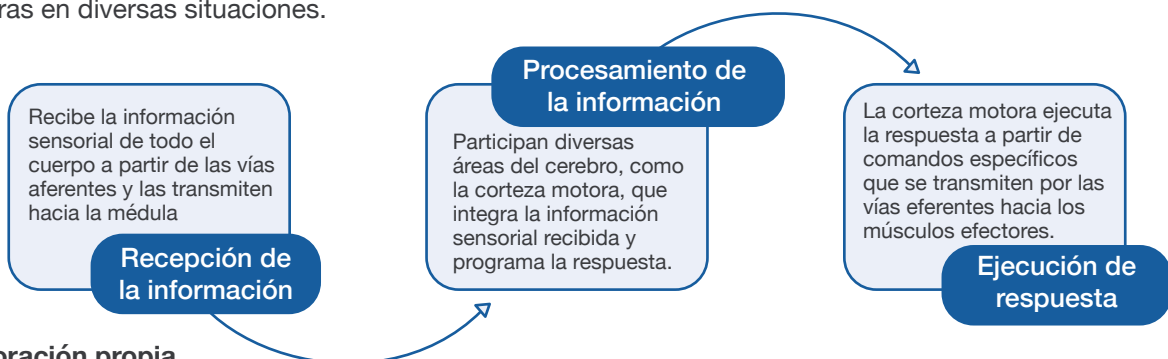 en diversas situaciones.
Recibe la información
sensorial de todo el
cuerpo a partir de las vías
aferentes y las transmiten
hacia la médula
Recepción de
la información
Procesamiento de
la información
Participan diversas
áreas del cerebro, como
la corteza motora, que
integra la información
sensorial recibida y
programa la respuesta.
La corteza motora ejecuta
la respuesta a partir de
comandos específicos
que se transmiten por las
vías eferentes hacia los
músculos efectores.
Ejecución de
respuesta
propia